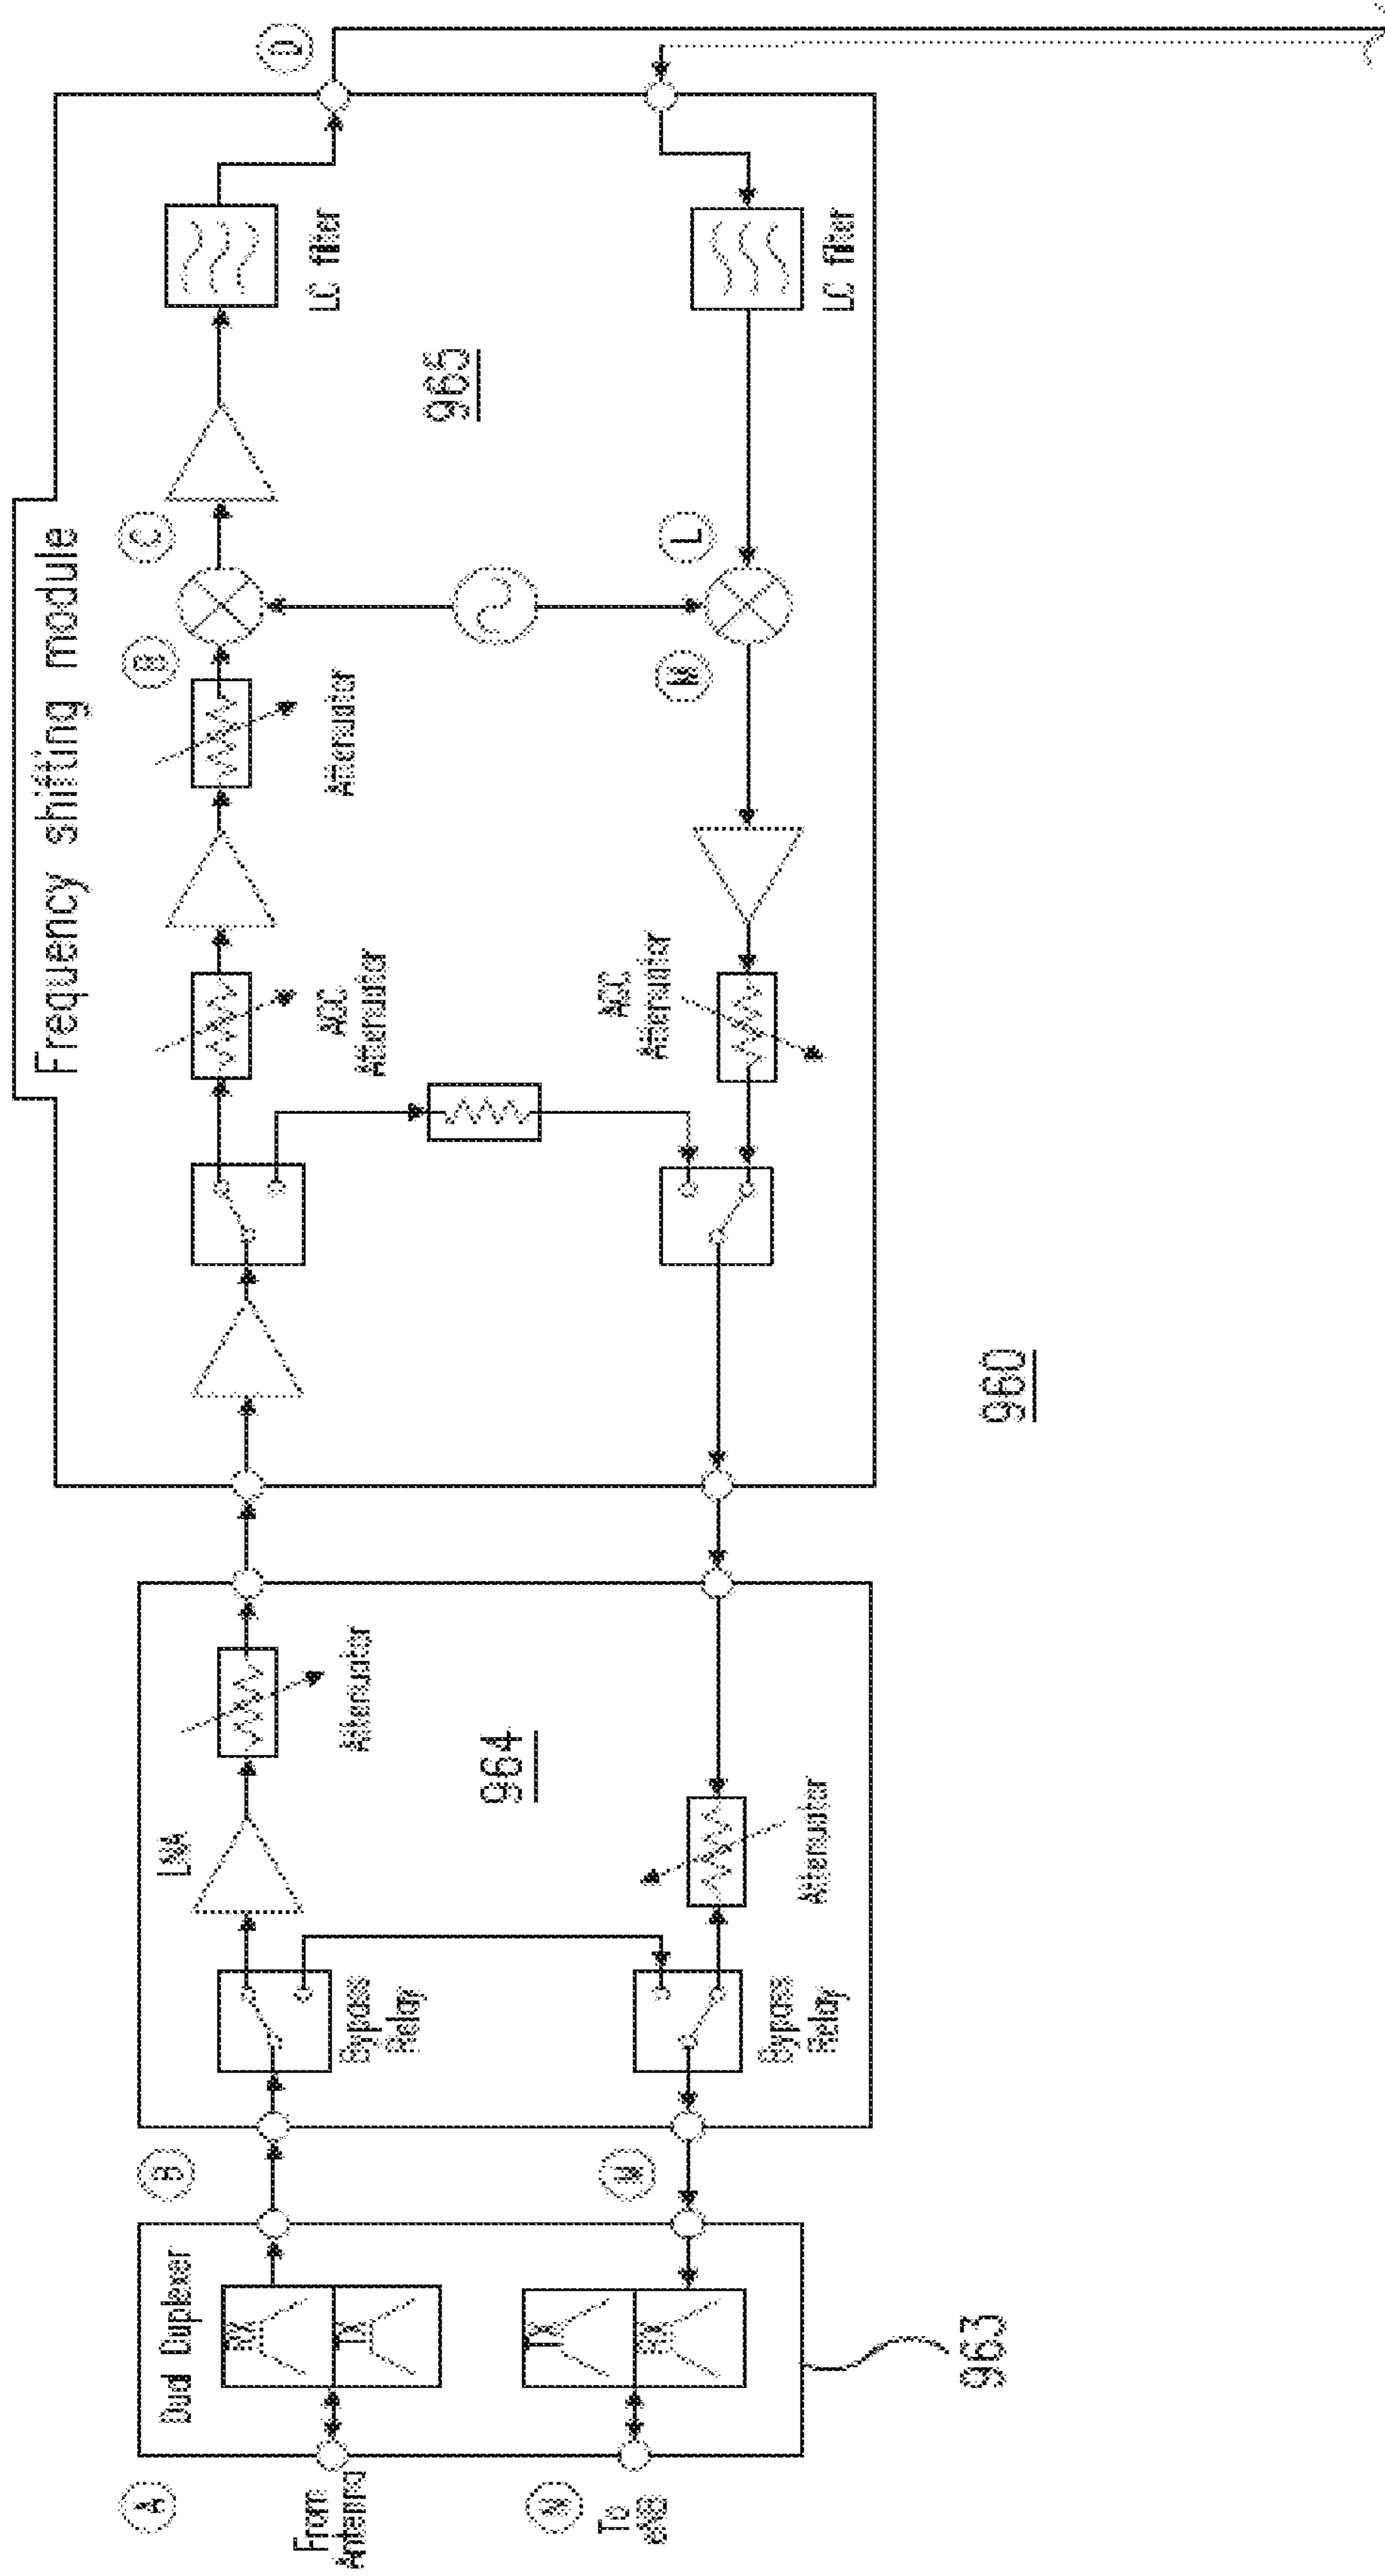 Frequency shifting module
A
From
Antenna
Dual Duplexer
RX
TX
B
Bypass
Relay
LNA
Attenuator
AGC
Attenuator
Attenuator
B
C
LC filter
D
964
965
N
To
eNB
TX
RX
M
Bypass
Relay
Attenuator
AGC
Attenuator
M
L
LC filter
963
960